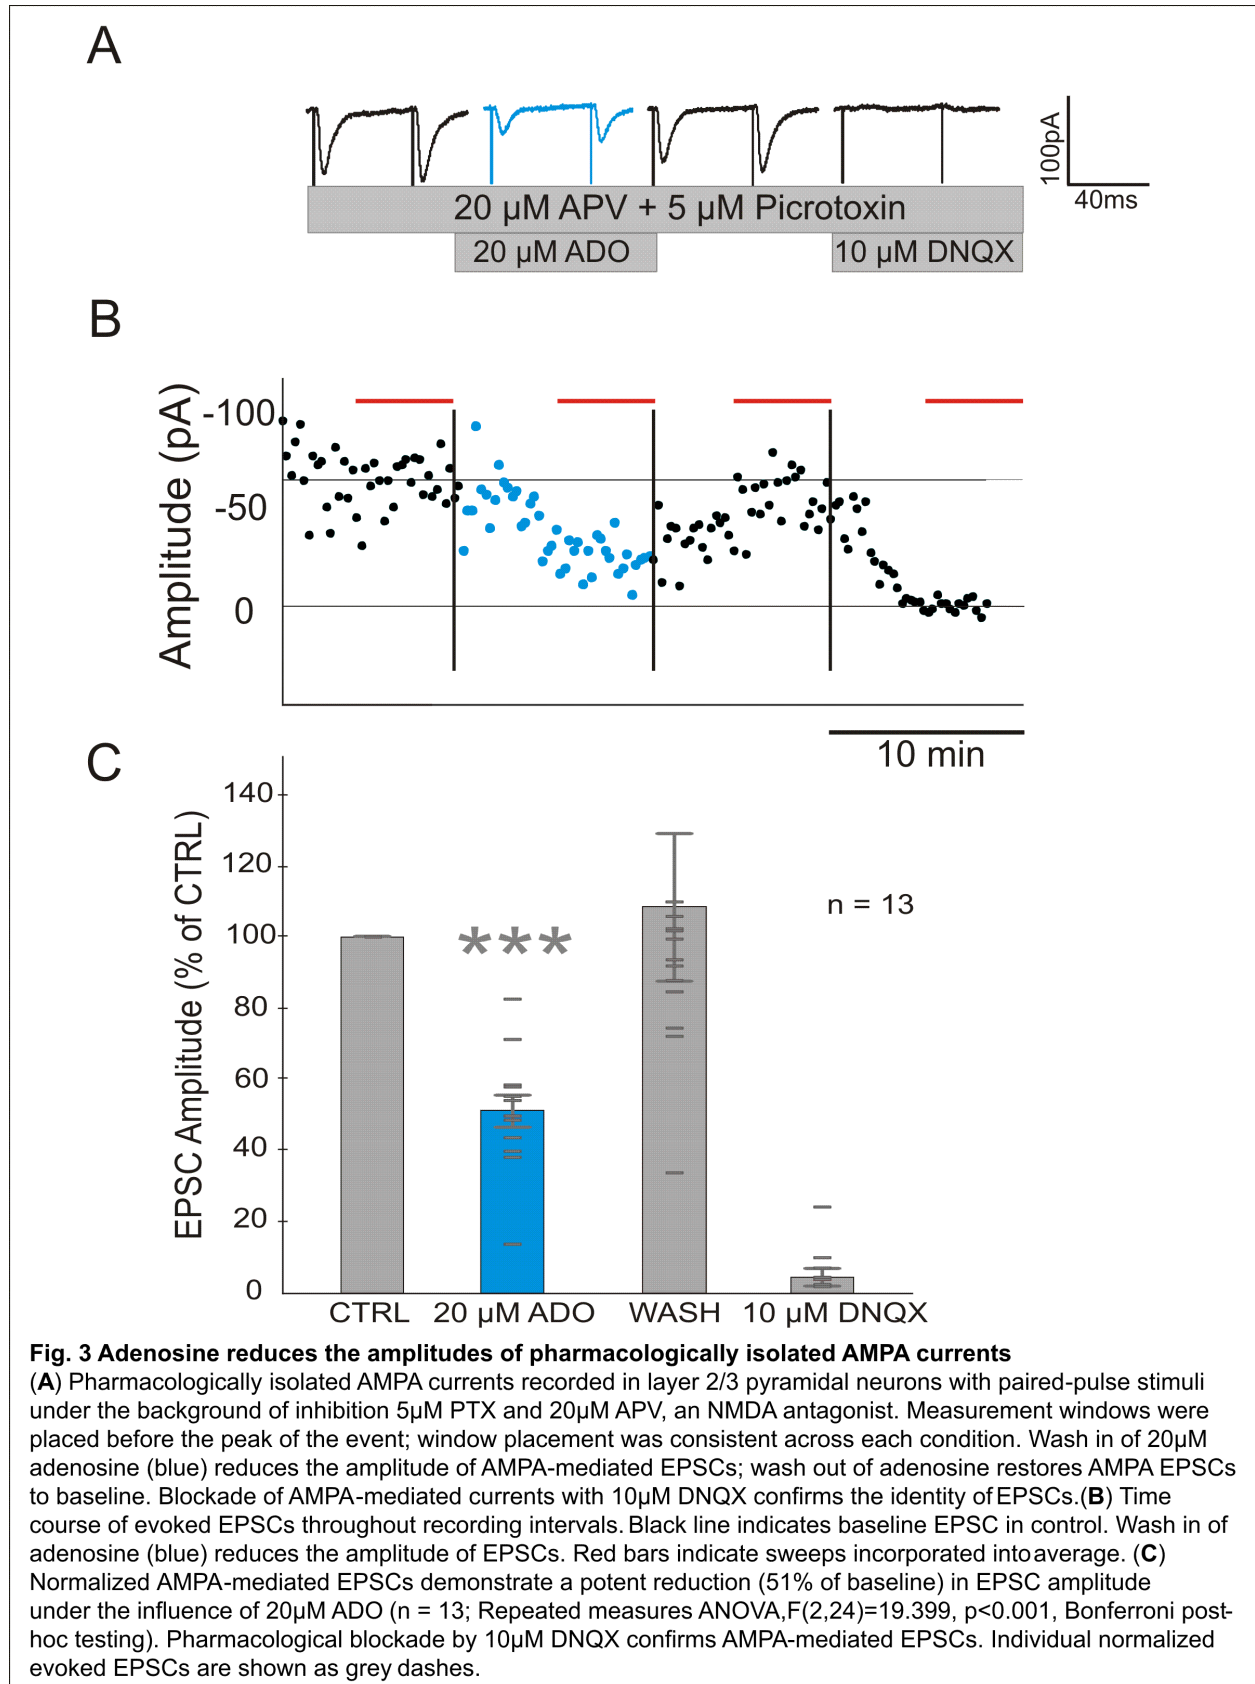 A
100pA
40ms
20 µM APV + 5 µM Picrotoxin
20 µM ADO
10 µM DNQX
B
Amplitude (pA)
-100
-50
0
10 min
C
EPSC Amplitude (% of CTRL)
140
120
100
80
60
40
20
0
***
n = 13
CTRL
20 µM ADO
WASH
10 µM DNQX
Fig. 3 Adenosine reduces the amplitudes of pharmacologically isolated AMPA currents
(A) Pharmacologically isolated AMPA currents recorded in layer 2/3 pyramidal neurons with paired-pulse stimuli
under the background of inhibition 5µM PTX and 20µM APV, an NMDA antagonist. Measurement windows were
placed before the peak of the event; window placement was consistent across each condition. Wash in of 20µM
adenosine (blue) reduces the amplitude of AMPA-mediated EPSCs; wash out of adenosine restores AMPA EPSCs
to baseline. Blockade of AMPA-mediated currents with 10µM DNQX confirms the identity of EPSCs.(B) Time
course of evoked EPSCs throughout recording intervals. Black line indicates baseline EPSC in control. Wash in of
adenosine (blue) reduces the amplitude of EPSCs. Red bars indicate sweeps incorporated into average. (C)
Normalized AMPA-mediated EPSCs demonstrate a potent reduction (51% of baseline) in EPSC amplitude
under the influence of 20µM ADO (n = 13; Repeated measures ANOVA,F(2,24)=19.399, p<0.001, Bonferroni post-
hoc testing). Pharmacological blockade by 10µM DNQX confirms AMPA-mediated EPSCs. Individual normalized
evoked EPSCs are shown as grey dashes.